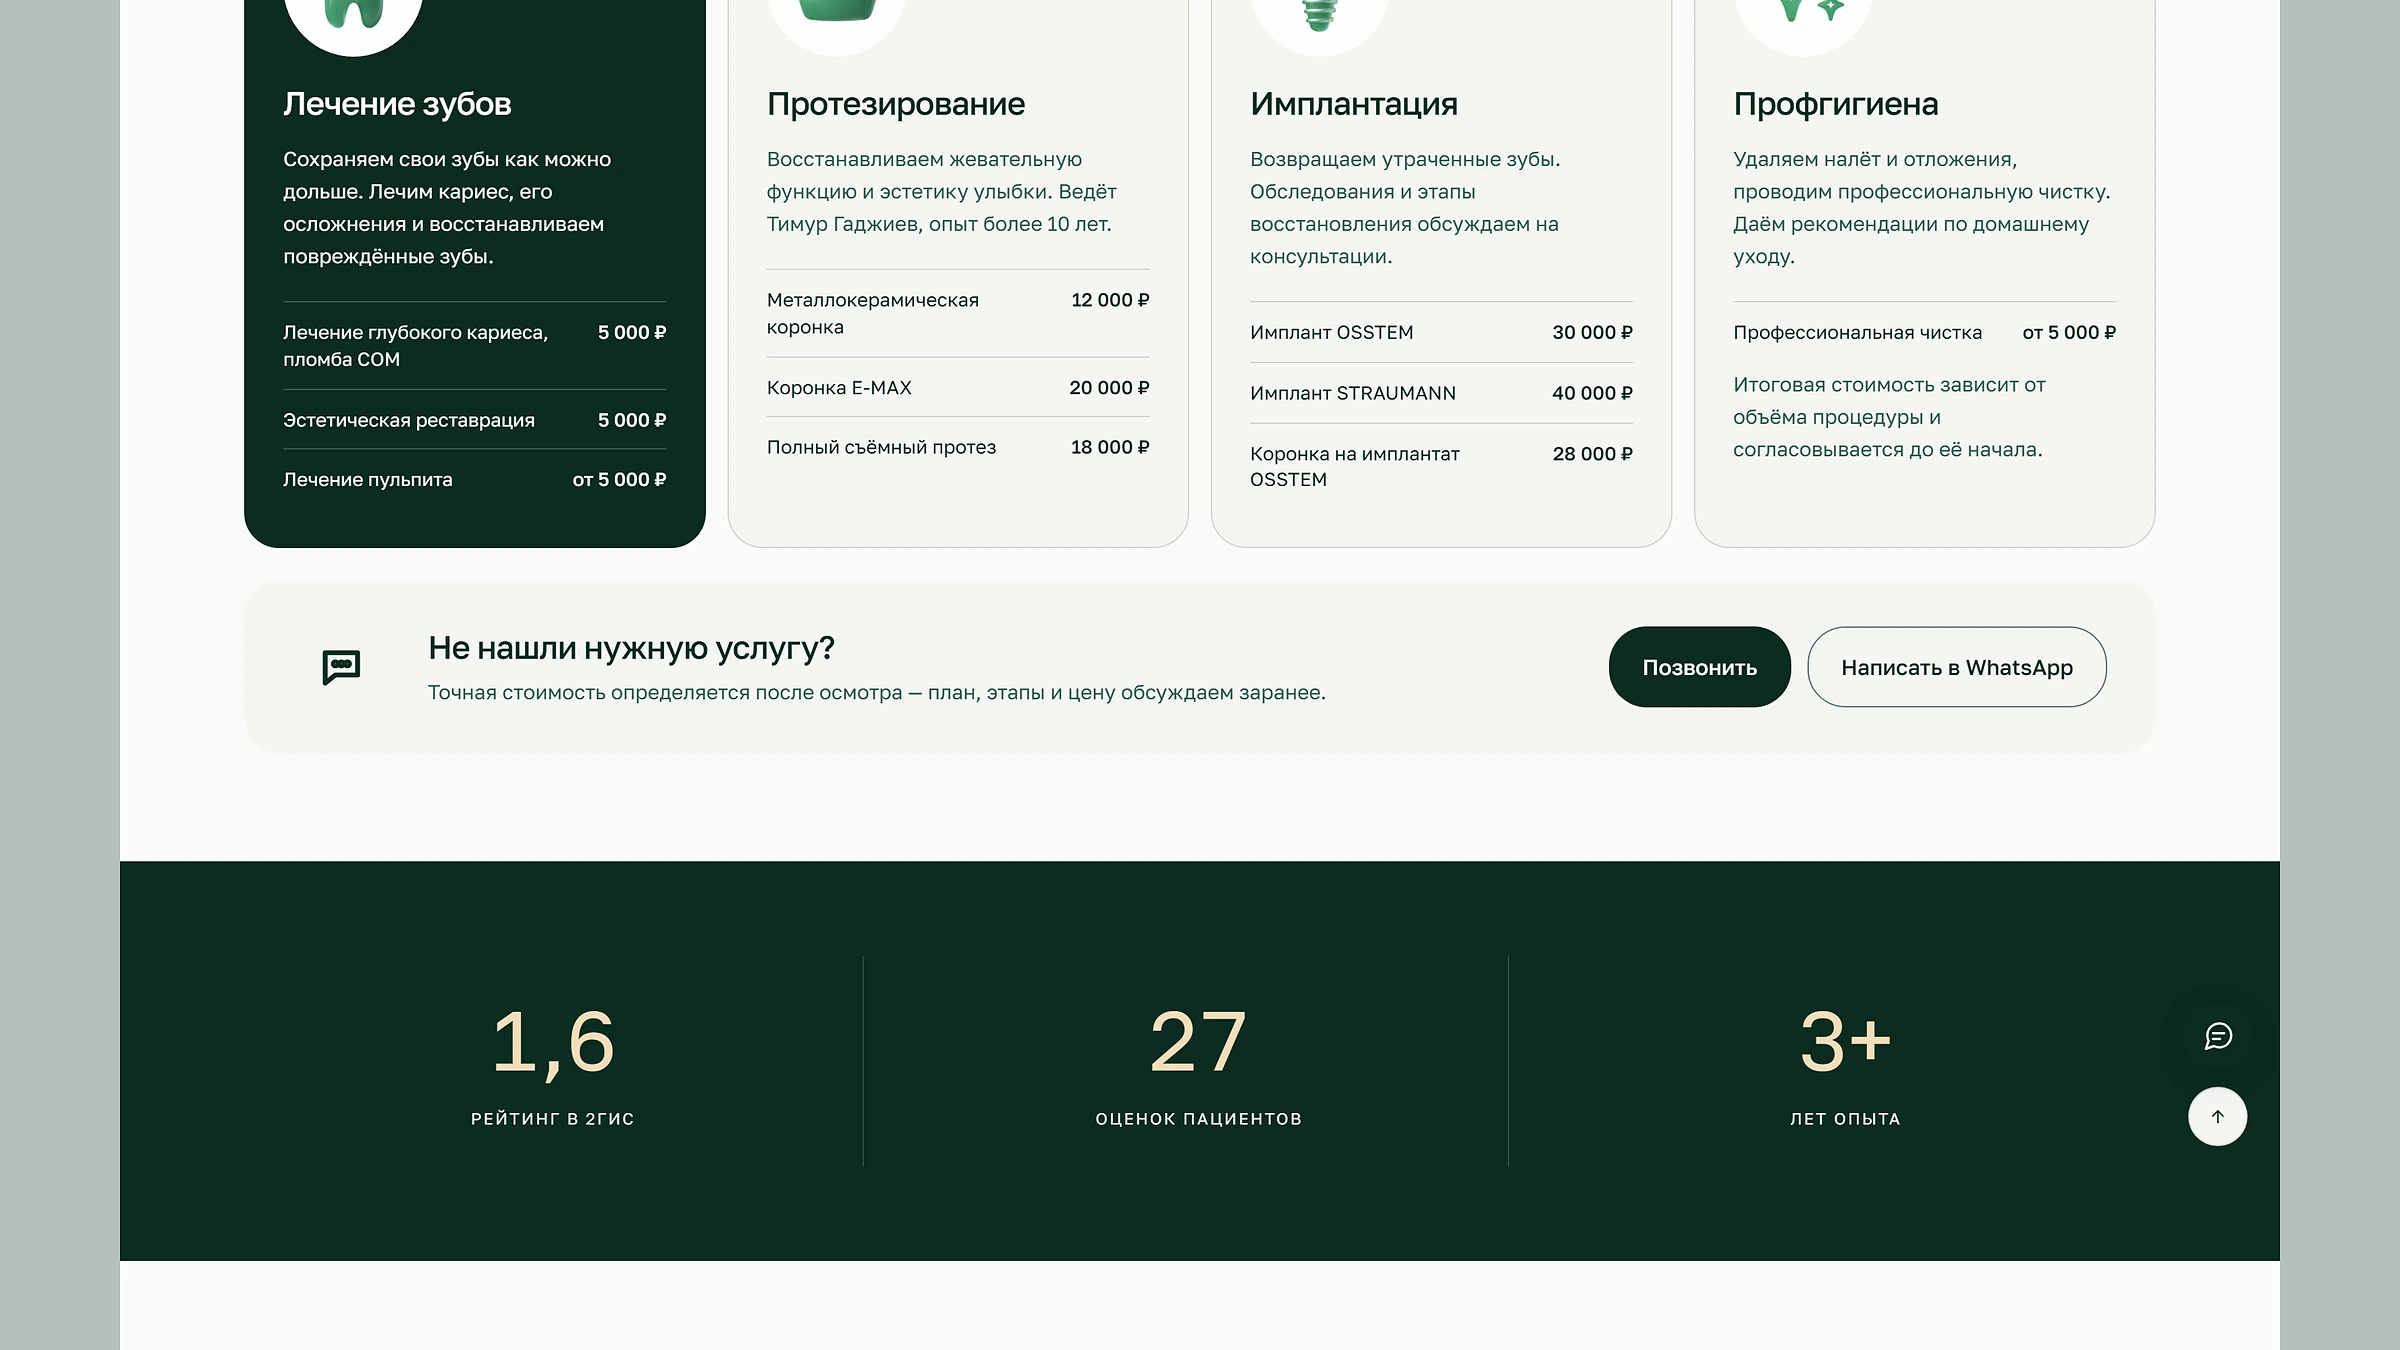 Лечение зубов
Сохраняем свои зубы как можно
дольше. Лечим кариес, его
осложнения и восстанавливаем
повреждённые зубы.
Лечение глубокого кариеса,
пломба СОМ
5 000 ₽
Эстетическая реставрация
5 000 ₽
Лечение пульпита
от 5 000 ₽
Протезирование
Восстанавливаем жевательную
функцию и эстетику улыбки. Ведёт
Тимур Гаджиев, опыт более 10 лет.
Металлокерамическая
коронка
12 000 ₽
Коронка E-MAX
20 000 ₽
Полный съёмный протез
18 000 ₽
Имплантация
Возвращаем утраченные зубы.
Обследования и этапы
восстановления обсуждаем на
консультации.
Имплант OSSTEM
30 000 ₽
Имплант STRAUMANN
40 000 ₽
Коронка на имплантат
OSSTEM
28 000 ₽
Профгигиена
Удаляем налёт и отложения,
проводим профессиональную чистку.
Даём рекомендации по домашнему
уходу.
Профессиональная чистка
от 5 000 ₽
Итоговая стоимость зависит от
объёма процедуры и
согласовывается до её начала.
Не нашли нужную услугу?
Точная стоимость определяется после осмотра — план, этапы и цену обсуждаем заранее.
Позвонить
Написать в WhatsApp
1,6
РЕЙТИНГ В 2ГИС
27
ОЦЕНОК ПАЦИЕНТОВ
3+
ЛЕТ ОПЫТА